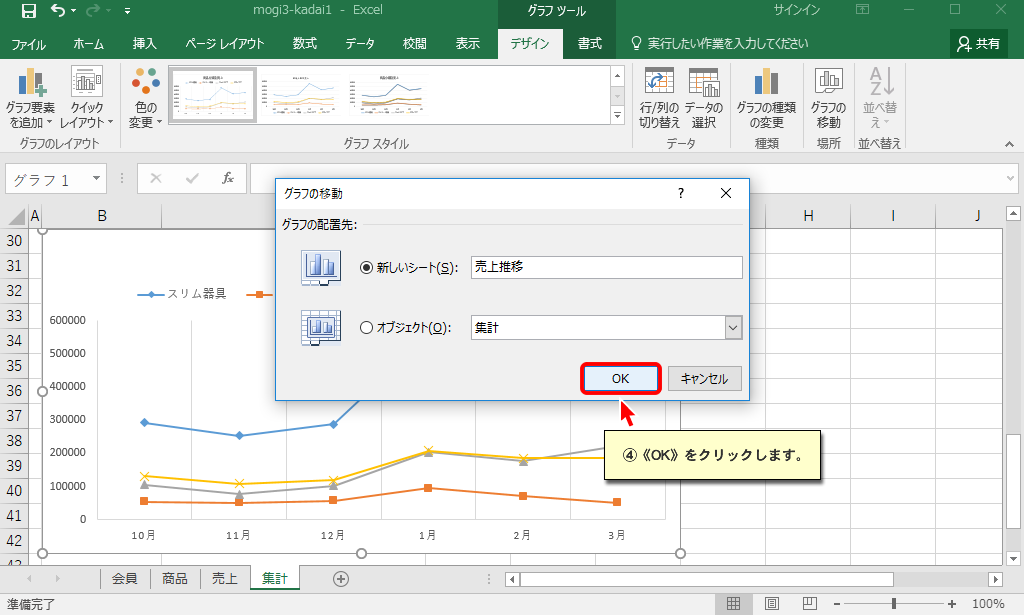 mogi3-kadai1 - Excel
グラフ ツール
サインイン
ファイル
ホーム
挿入
ページ レイアウト
数式
データ
校閲
表示
デザイン
書式
実行したい作業を入力してください
共有
グラフ要素
を追加
クイック
レイアウト
色の
変更
行/列の
切り替え
データの
選択
グラフの種類
の変更
グラフの
移動
並べ替
え
グラフのレイアウト
グラフ スタイル
データ
種類
場所
並べ替え
グラフ 1
fx
A
B
H
I
J
30
31
32
33
34
35
36
37
38
39
40
41
42
スリム器具
600000
500000
400000
300000
200000
100000
0
10月
11月
12月
1月
2月
3月
グラフの移動
?
グラフの配置先:
新しいシート(S):
売上推移
オブジェクト(O):
集計
OK
キャンセル
④《OK》をクリックします。
会員
商品
売上
集計
準備完了
100%